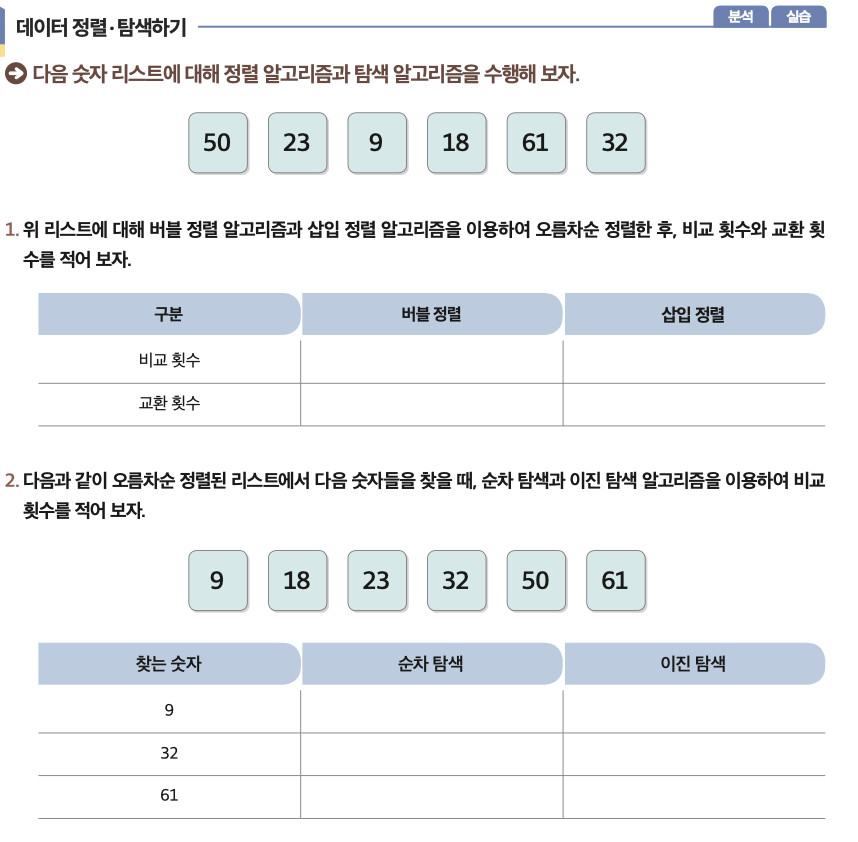 데이터 정렬·탐색하기
분석 실습
다음 숫자 리스트에 대해 정렬 알고리즘과 탐색 알고리즘을 수행해 보자.
50 23 9 18 61 32
1. 위 리스트에 대해 버블 정렬 알고리즘과 삽입 정렬 알고리즘을 이용하여 오름차순 정렬한 후, 비교 횟수와 교환 횟
수를 적어 보자.
구분 버블 정렬 삽입 정렬
비교 횟수
교환 횟수
2. 다음과 같이 오름차순 정렬된 리스트에서 다음 숫자들을 찾을 때, 순차 탐색과 이진 탐색 알고리즘을 이용하여 비교
횟수를 적어 보자.
9 18 23 32 50 61
찾는 숫자 순차 탐색 이진 탐색
9
32
61